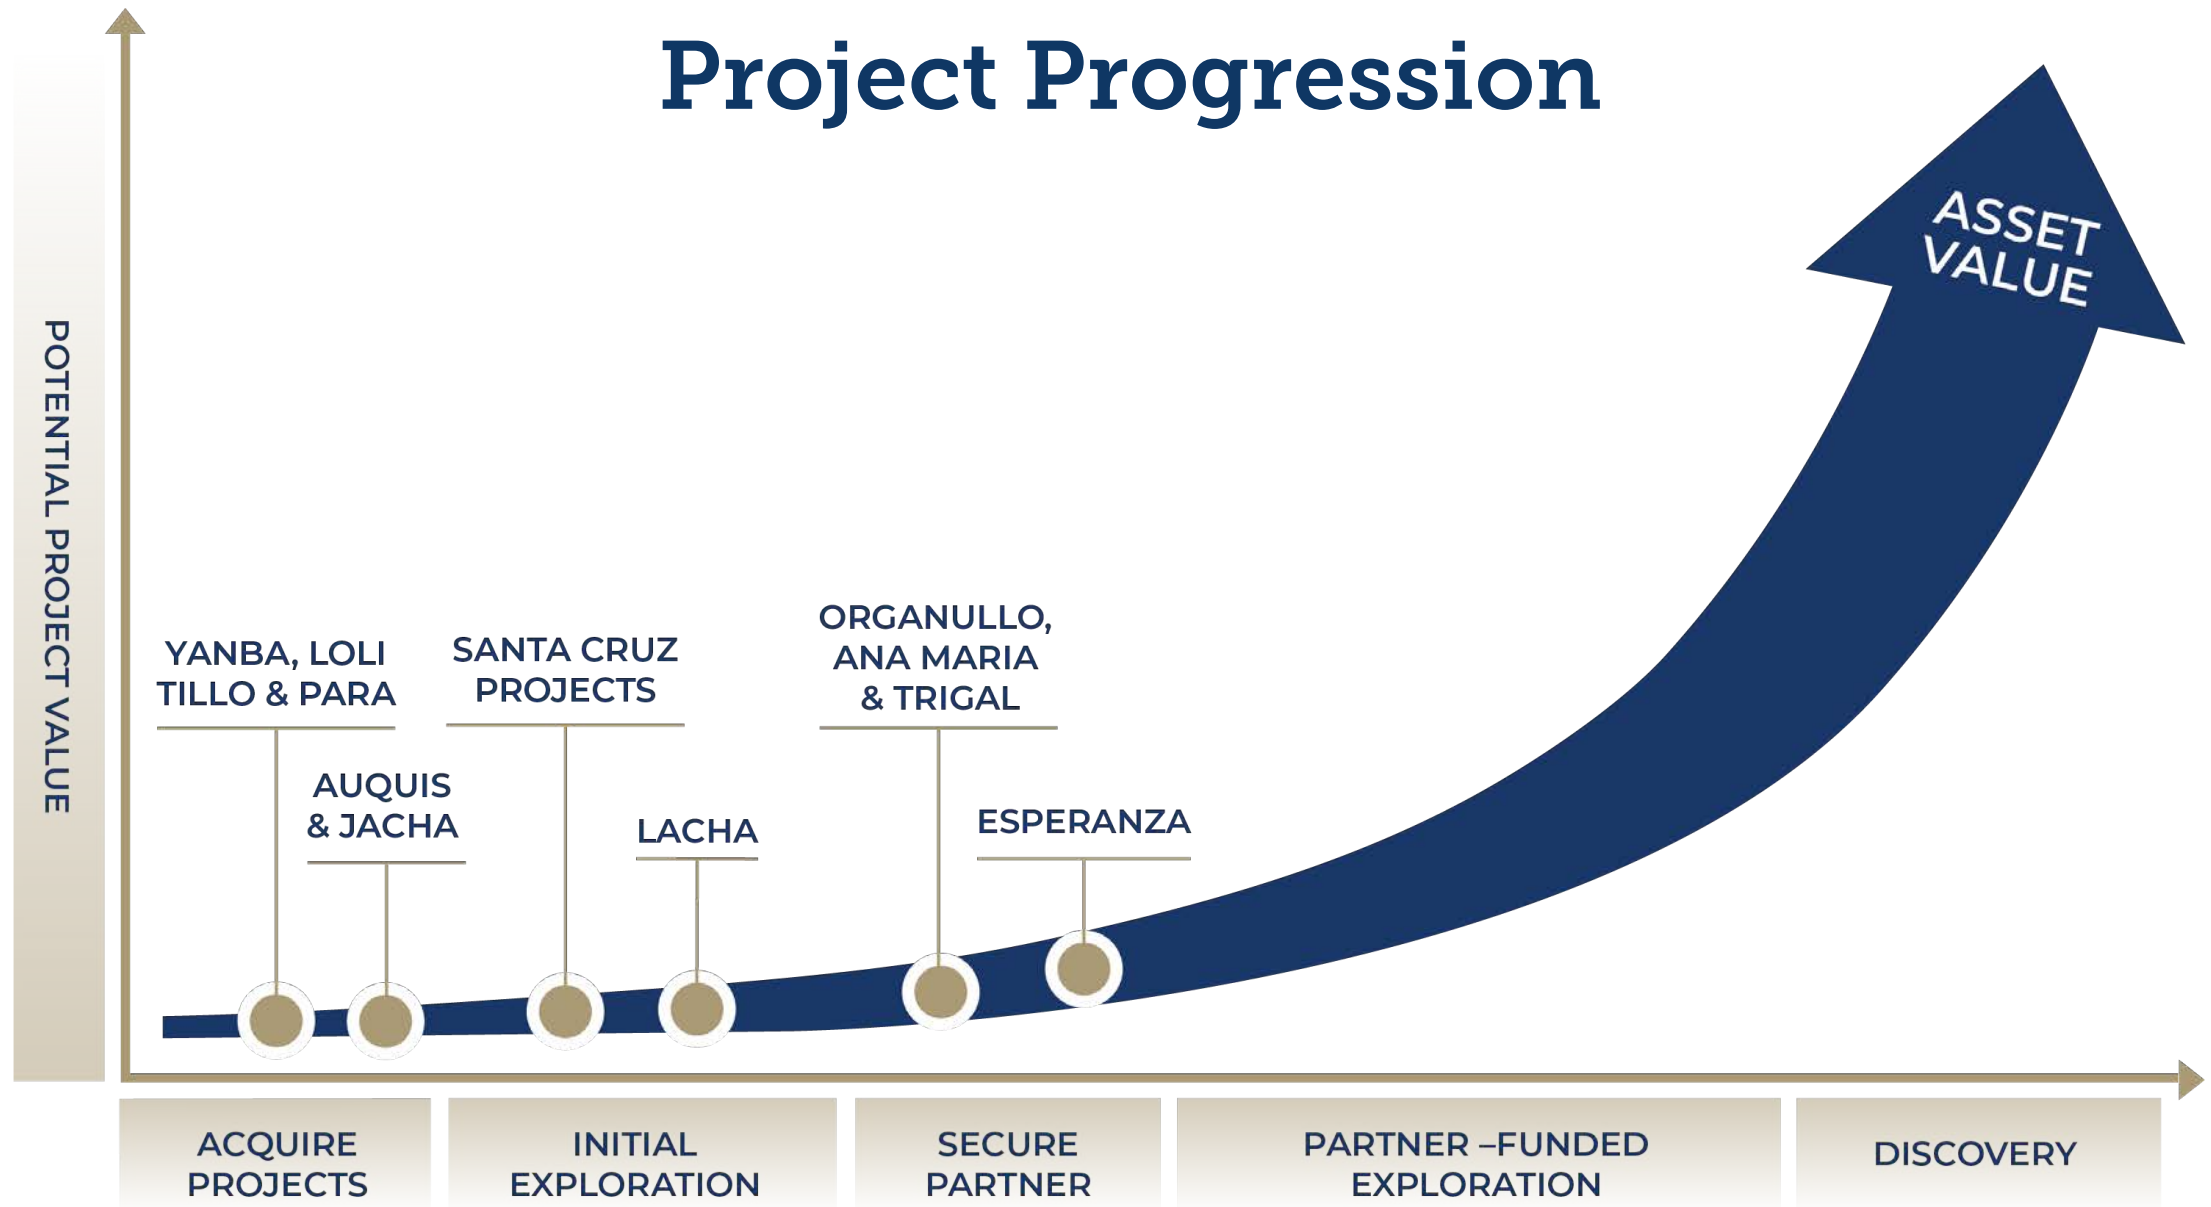 Project Progression
ASSET
VALUE
POTENTIAL PROJECT VALUE
YANBA, LOLI
TILLO & PARA
AUQUIS
& JACHA
SANTA CRUZ
PROJECTS
LACHA
ORGANULLO,
ANA MARIA
& TRIGAL
ESPERANZA
ACQUIRE
PROJECTS
INITIAL
EXPLORATION
SECURE
PARTNER
PARTNER –FUNDED
EXPLORATION
DISCOVERY